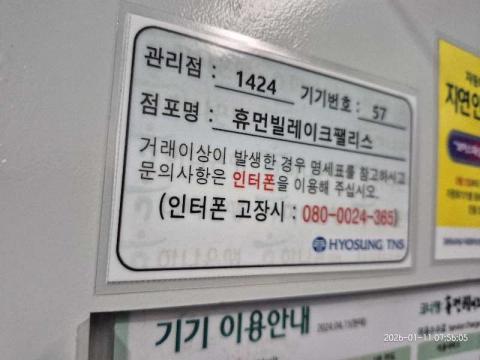 관리점 : 1424 기기번호 : 57
점포명 : 휴먼빌레이크팰리스
거래이상이 발생한 경우 명세표를 참고하시고
문의사항은 인터폰을 이용해 주십시오.
(인터폰 고장시 : 080-0024-365)
HYOSUNG TNS
지연인
기기 이용안내
2026-01-11 07:56:05